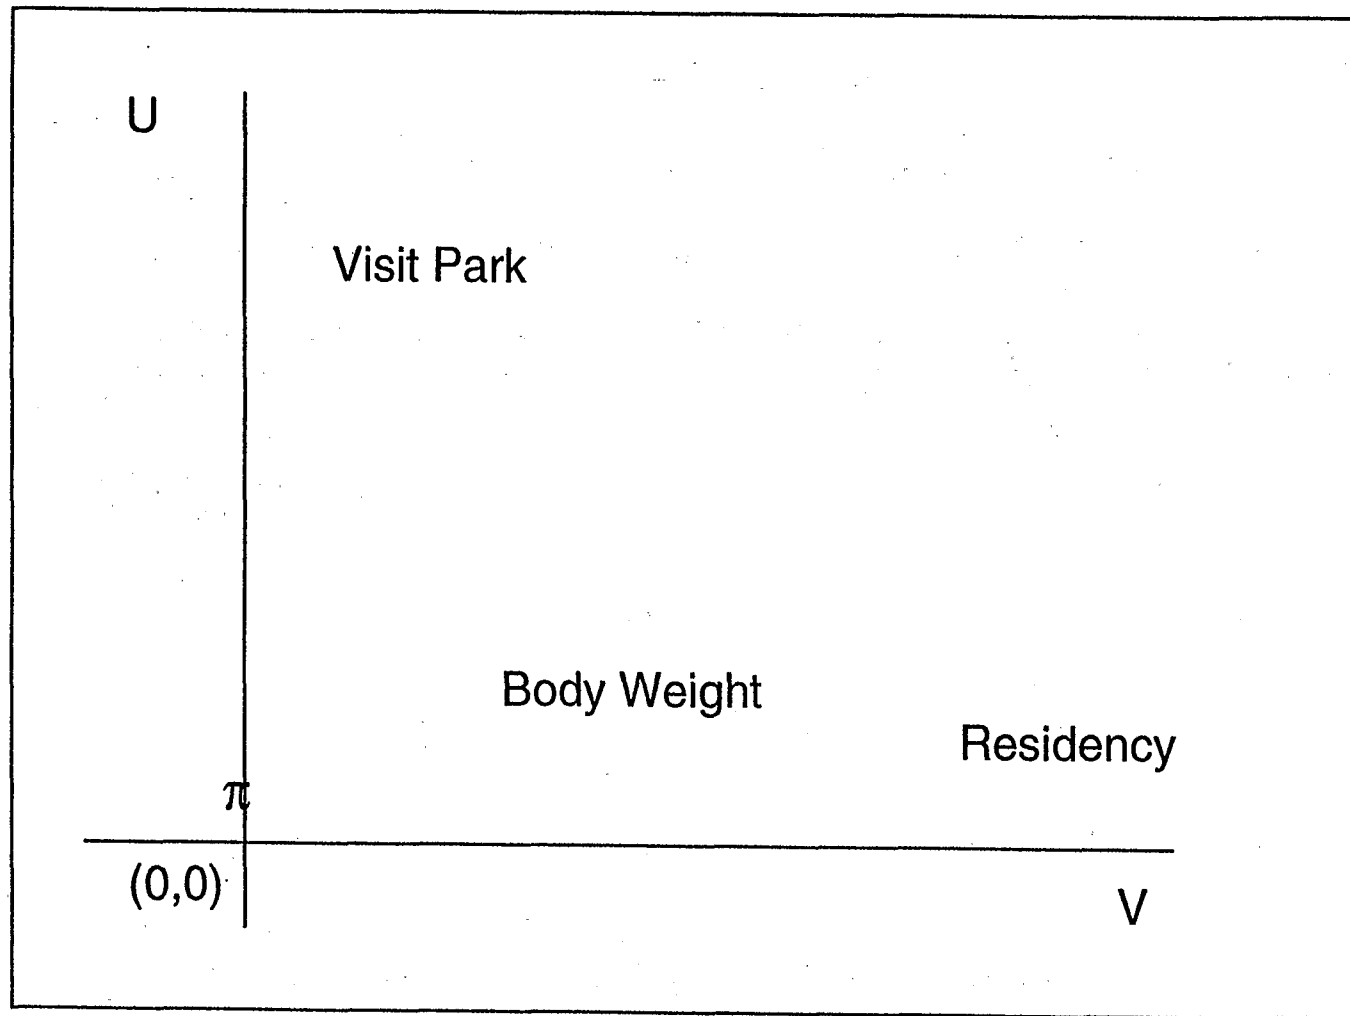 U
Visit Park
Body Weight
Residency
π
(0,0)
V